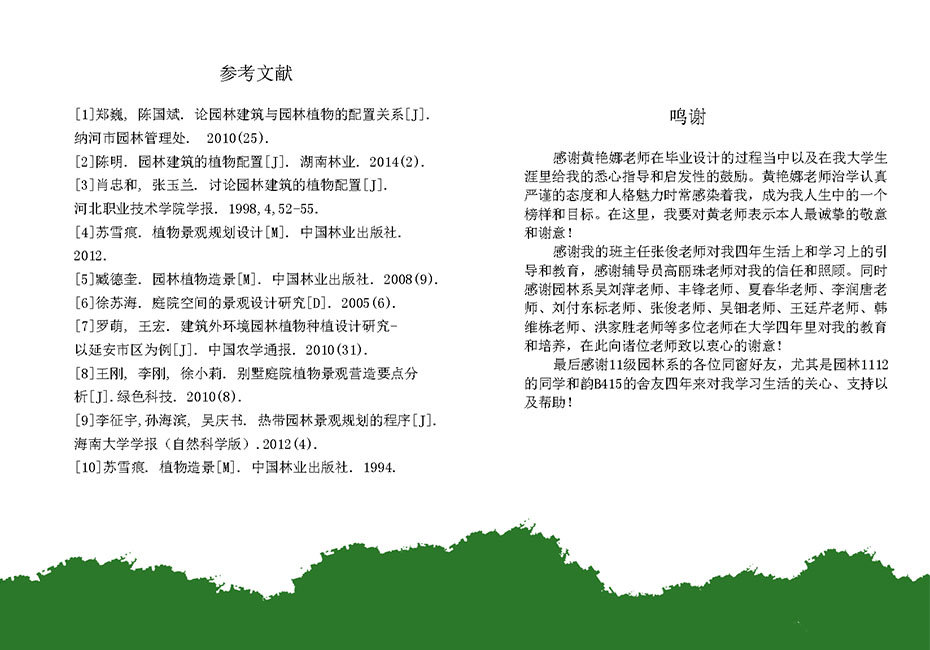 参考文献
[1]郑巍, 陈国斌. 论园林建筑与园林植物的配置关系[J].
纳河市园林管理处. 2010(25).
[2]陈明. 园林建筑的植物配置[J]. 湖南林业. 2014(2).
[3]肖忠和, 张玉兰. 讨论园林建筑的植物配置[J].
河北职业技术学院学报. 1998,4,52-55.
[4]苏雪痕. 植物景观规划设计[M]. 中国林业出版社.
2012.
[5]臧德奎. 园林植物造景[M]. 中国林业出版社. 2008(9).
[6]徐苏海. 庭院空间的景观设计研究[D]. 2005(6).
[7]罗萌, 王宏. 建筑外环境园林植物种植设计研究-
以延安市区为例[J]. 中国农学通报. 2010(31).
[8]王刚, 李刚, 徐小莉. 别墅庭院植物景观营造要点分
析[J].绿色科技. 2010(8).
[9]李征宇,孙海滨, 吴庆书. 热带园林景观规划的程序[J].
海南大学学报（自然科学版）.2012(4).
[10]苏雪痕. 植物造景[M]. 中国林业出版社. 1994.
鸣谢
感谢黄艳娜老师在毕业设计的过程当中以及在我大学生
涯里给我的悉心指导和启发性的鼓励。黄艳娜老师治学认真
严谨的态度和人格魅力时常感染着我，成为我人生中的一个
榜样和目标。在这里，我要对黄老师表示本人最诚挚的敬意
和谢意！
感谢我的班主任张俊老师对我四年生活上和学习上的引
导和教育，感谢辅导员高丽珠老师对我的信任和照顾。同时
感谢园林系吴刘萍老师、丰锋老师、夏春华老师、李润唐老
师、刘付东标老师、张俊老师、吴钿老师、王廷芹老师、韩
维栋老师、洪家胜老师等多位老师在大学四年里对我的教育
和培养，在此向诸位老师致以衷心的谢意！
最后感谢11级园林系的各位同窗好友，尤其是园林1112
的同学和韵B415的舍友四年来对我学习生活的关心、支持以
及帮助！